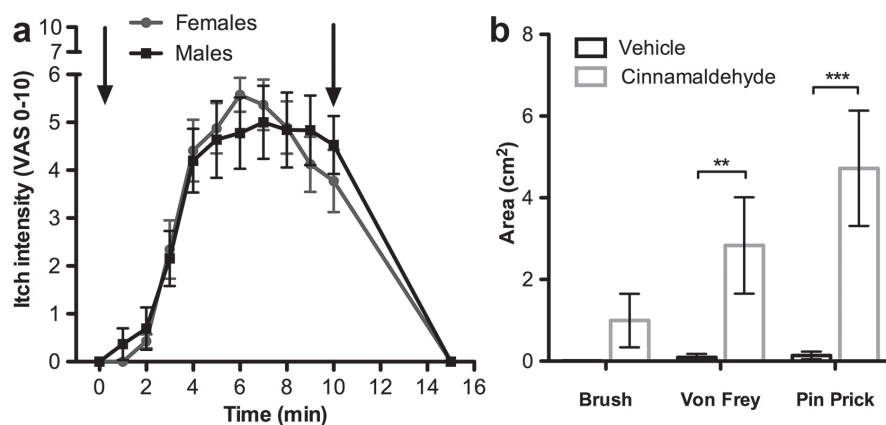 a
Females
Males
Itch intensity (VAS 0-10)
10
7
6
5
4
3
2
1
0
0 2 4 6 8 10 12 14 16
Time (min)
b
Vehicle
Cinnamaldehyde
Area (cm²)
8
6
4
2
0
**
***
Brush Von Frey Pin Prick